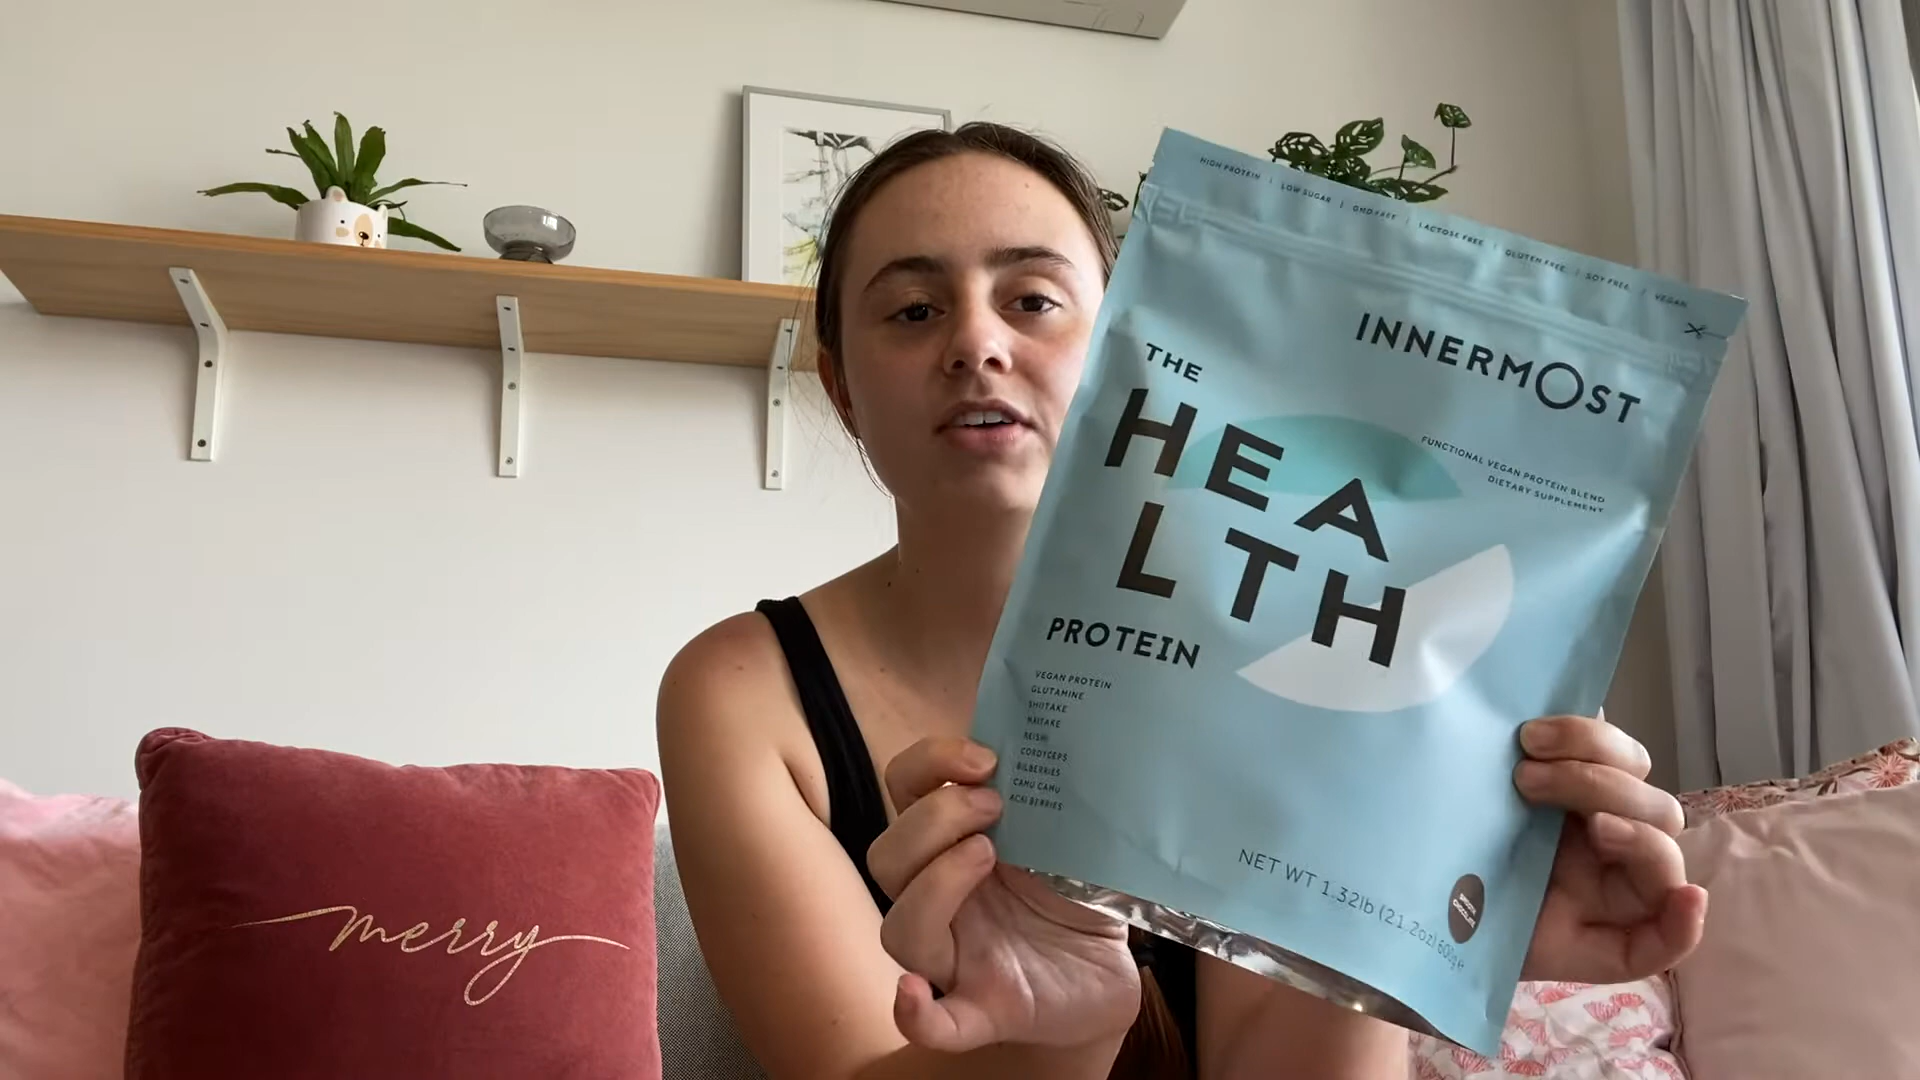 HIGH PROTEIN | LOW SUGAR | GMO FREE | LACTOSE FREE | GLUTEN FREE | SOY FREE | VEGAN
INNERMOST
THE
HEA
LTH
PROTEIN
FUNCTIONAL VEGAN PROTEIN BLEND
DIETARY SUPPLEMENT
VEGAN PROTEIN
GLUTAMINE
SHIITAKE
MAITAKE
REISHI
CORDYCEPS
BILBERRIES
CAMU CAMU
ACAI BERRIES
NET WT 1.32lb (21.2oz) 600g e
SMOOTH
CHOCOLATE
merry